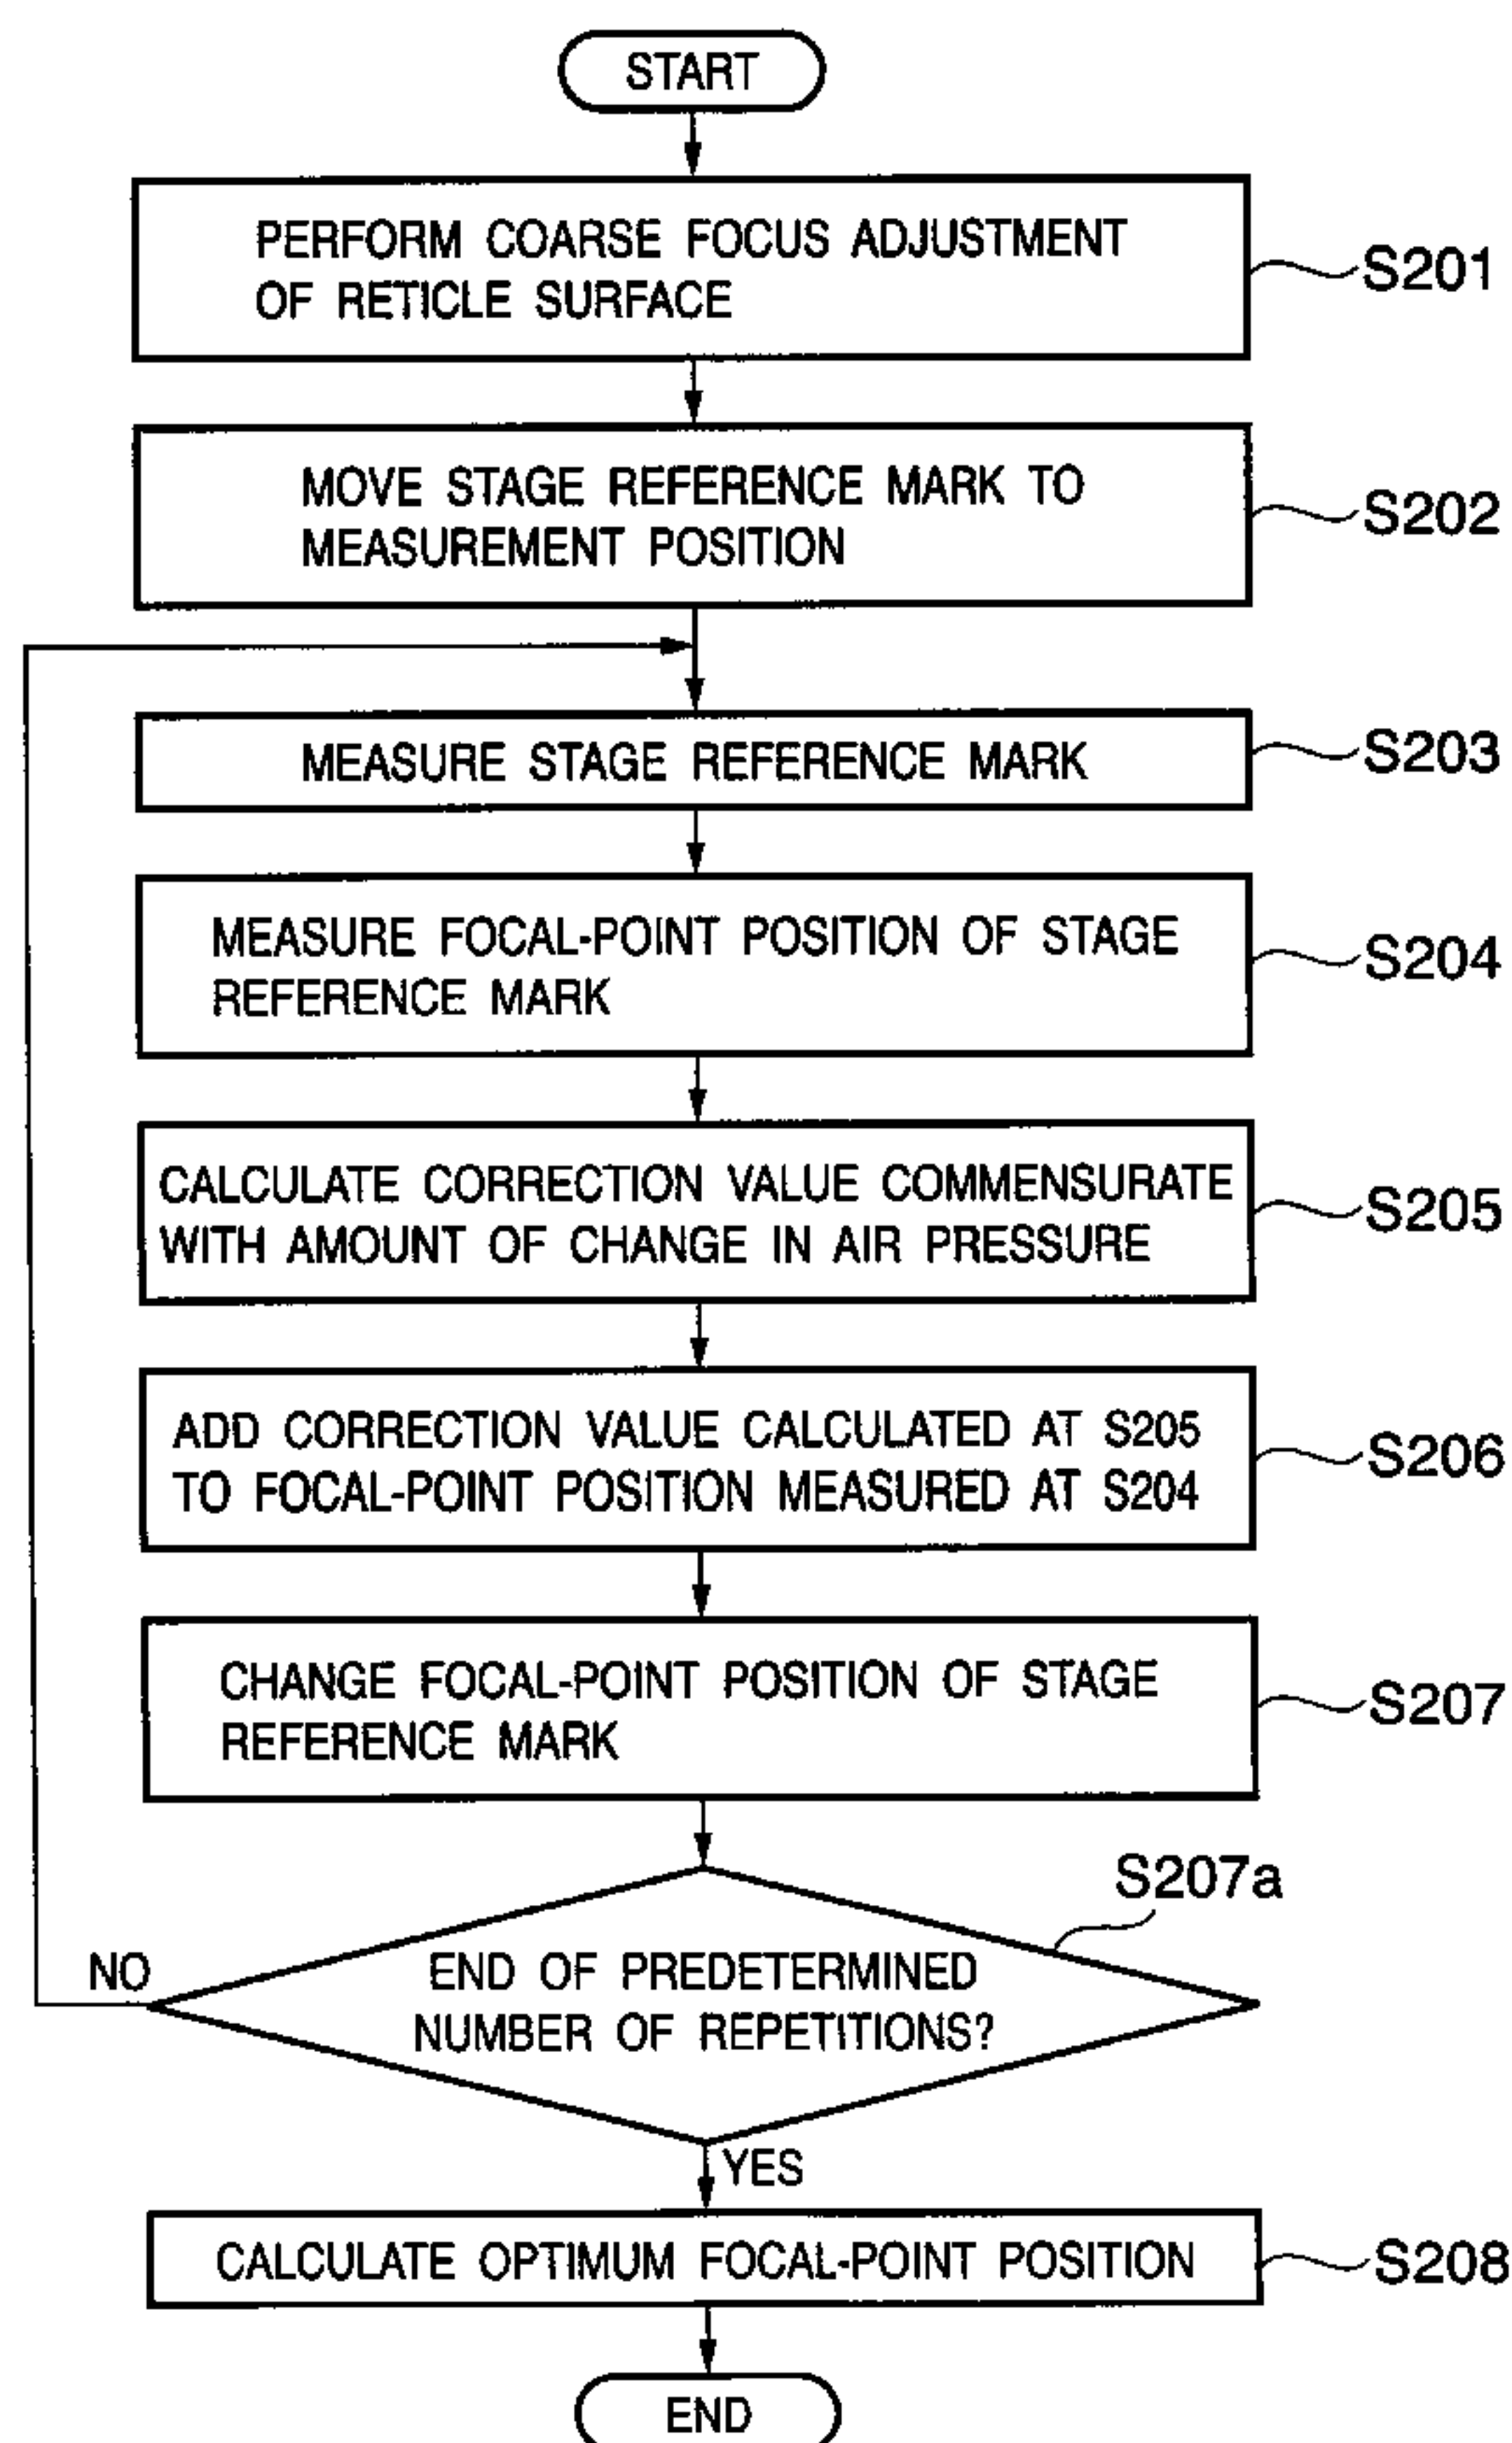 START
PERFORM COARSE FOCUS ADJUSTMENT
OF RETICLE SURFACE
S201
MOVE STAGE REFERENCE MARK TO
MEASUREMENT POSITION
S202
MEASURE STAGE REFERENCE MARK
S203
MEASURE FOCAL-POINT POSITION OF STAGE
REFERENCE MARK
S204
CALCULATE CORRECTION VALUE COMMENSURATE
WITH AMOUNT OF CHANGE IN AIR PRESSURE
S205
ADD CORRECTION VALUE CALCULATED AT S205
TO FOCAL-POINT POSITION MEASURED AT S204
S206
CHANGE FOCAL-POINT POSITION OF STAGE
REFERENCE MARK
S207
S207a
NO
END OF PREDETERMINED
NUMBER OF REPETITIONS?
YES
CALCULATE OPTIMUM FOCAL-POINT POSITION
S208
END